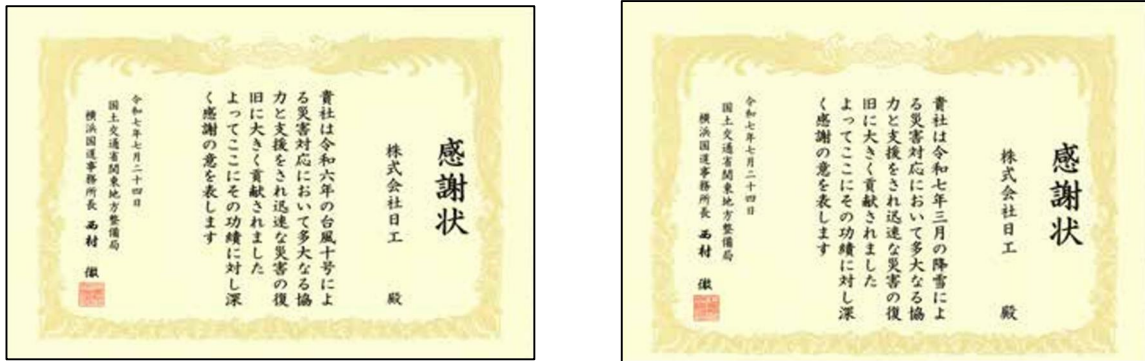 感謝状
株式会社日工 殿
貴社は令和六年の台風十号によ
る災害対応において多大なる協
力と支援をされ迅速な災害の復
旧に大きく貢献されました
よってここにその功績に対し深
く感謝の意を表します
令和七年七月二十四日
国土交通省関東地方整備局
横浜国道事務所長 西村 徹
感謝状
株式会社日工 殿
貴社は令和七年三月の降雪によ
る災害対応において多大なる協
力と支援をされ迅速な災害の復
旧に大きく貢献されました
よってここにその功績に対し深
く感謝の意を表します
令和七年七月二十四日
国土交通省関東地方整備局
横浜国道事務所長 西村 徹